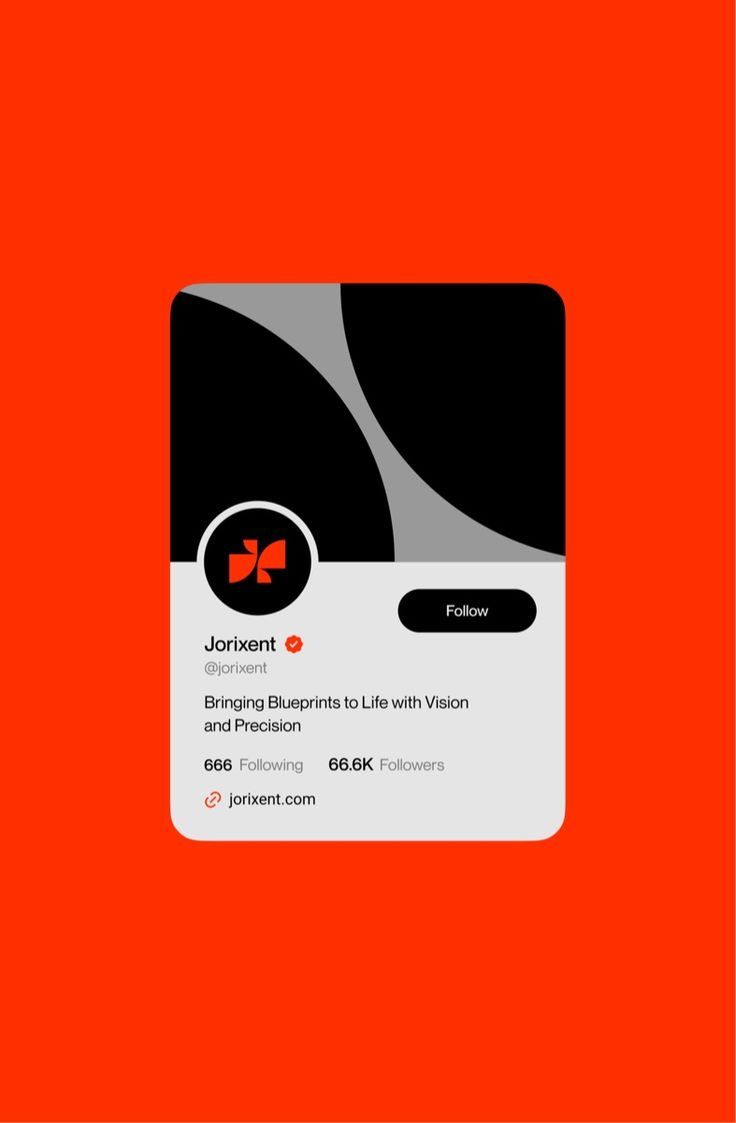 Follow
Jorixent
@jorixent
Bringing Blueprints to Life with Vision
and Precision
666 Following 66.6K Followers
jorixent.com